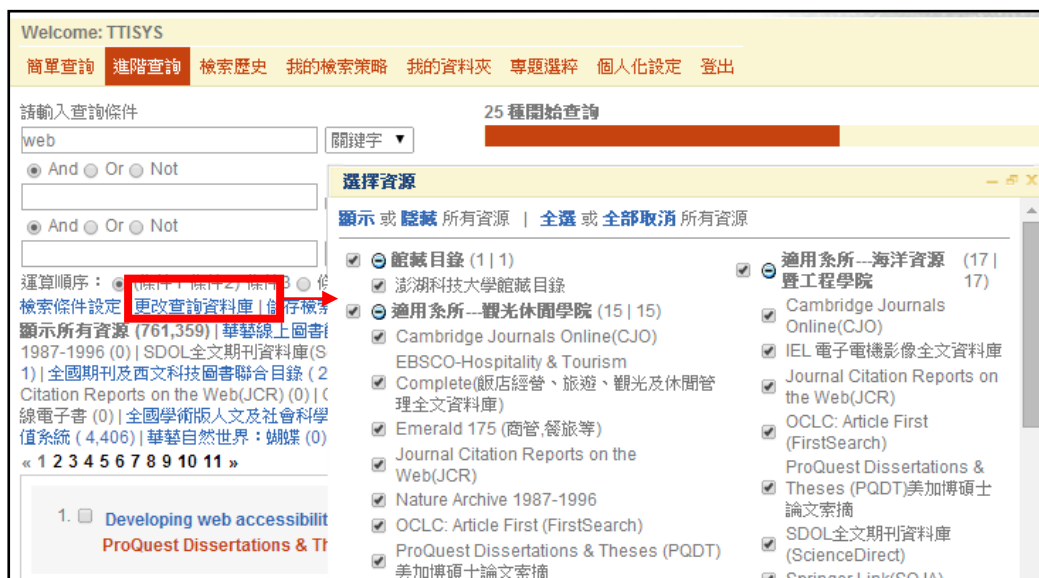 Welcome: TTISYS
簡單查詢 進階查詢 檢索歷史 我的檢索策略 我的資料夾 專題選粹 個人化設定 登出
請輸入查詢條件
25 種開始查詢
web 關鍵字 ▼
And Or Not
And Or Not
運算順序：
檢索條件設定 | 更改查詢資料庫 | 儲存檢索
顯示所有資源 (761,359) | 華藝線上圖書館
1987-1996 (0) | SDOL全文期刊資料庫(S
1) | 全國期刊及西文科技圖書聯合目錄 ( 2
Citation Reports on the Web(JCR) (0) | 
線電子書 (0) | 全國學術版人文及社會科學
值系統 ( 4,406) | 華藝自然世界：蝴蝶 (0)
« 1 2 3 4 5 6 7 8 9 10 11 »
1. Developing web accessibilit
ProQuest Dissertations & Th
選擇資源
顯示 或 隱藏 所有資源 | 全選 或 全部取消 所有資源
館藏目錄 (1 | 1)
澎湖科技大學館藏目錄
適用系所---觀光休閒學院 (15 | 15)
Cambridge Journals Online(CJO)
EBSCO-Hospitality & Tourism
Complete(飯店經營、旅遊、觀光及休閒管
理全文資料庫)
Emerald 175 (商管,餐旅等)
Journal Citation Reports on the
Web(JCR)
Nature Archive 1987-1996
OCLC: Article First (FirstSearch)
ProQuest Dissertations & Theses (PQDT)
美加博碩士論文索摘
適用系所---海洋資源 (17 |
暨工程學院 17)
Cambridge Journals
Online(CJO)
IEL 電子電機影像全文資料庫
Journal Citation Reports on
the Web(JCR)
OCLC: Article First
(FirstSearch)
ProQuest Dissertations &
Theses (PQDT)美加博碩士
論文索摘
SDOL全文期刊資料庫
(ScienceDirect)
Springer Link(SOJA)